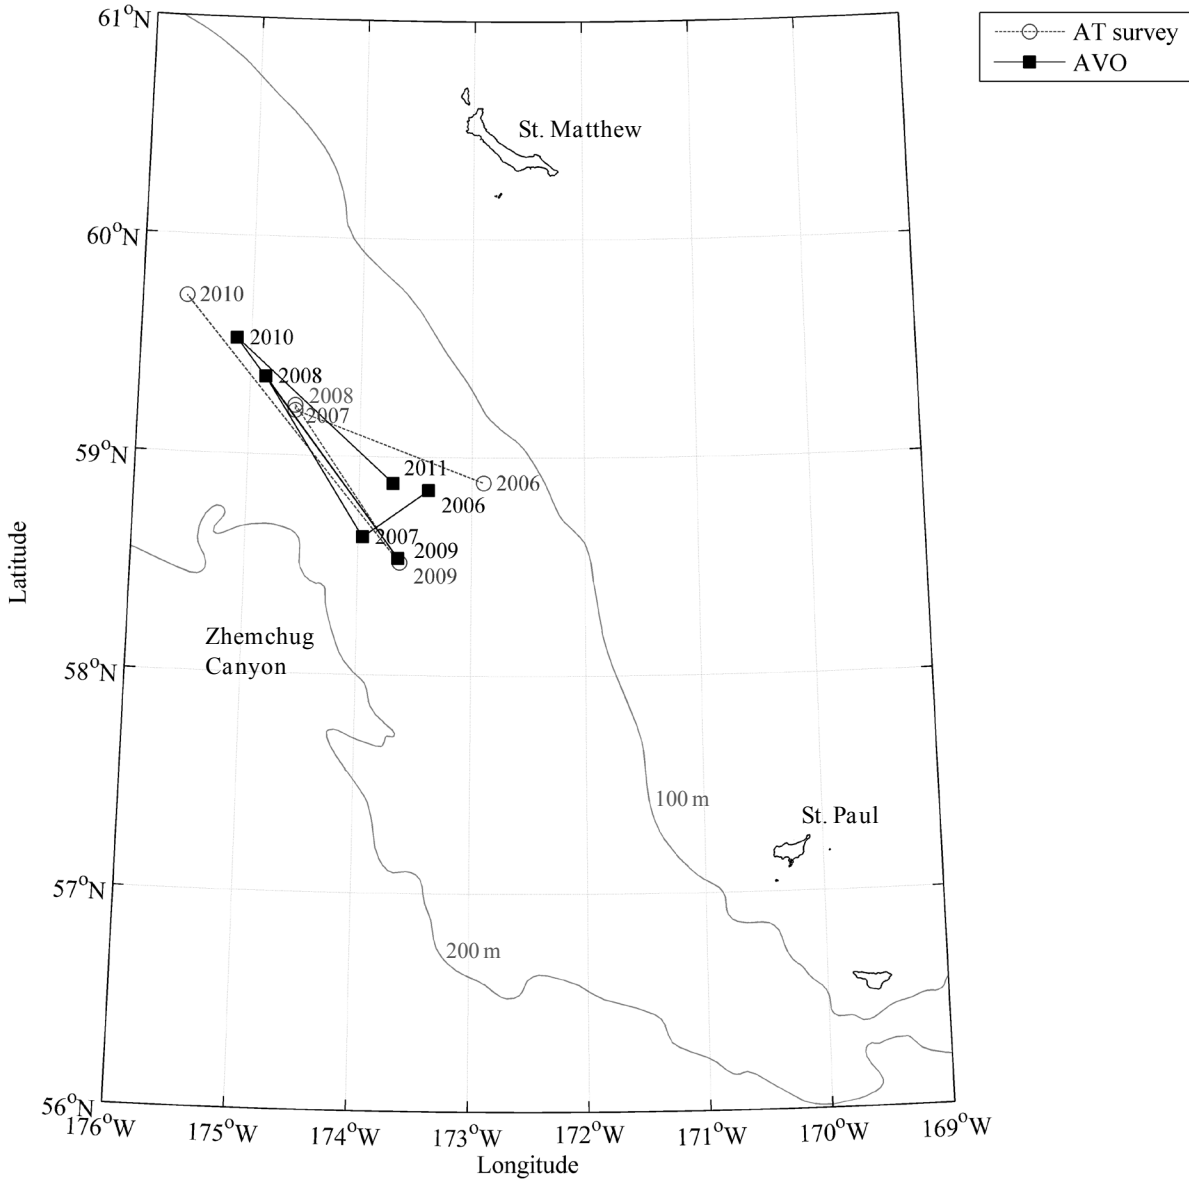 61°N
AT survey
AVO
St. Matthew
60°N
2010
2010
2008
2008
2007
59°N
2011
2006
2006
2007
2009
2009
Latitude
Zhemchug
Canyon
58°N
100 m
St. Paul
57°N
200 m
56°N
176°W 175°W 174°W 173°W 172°W 171°W 170°W 169°W
Longitude